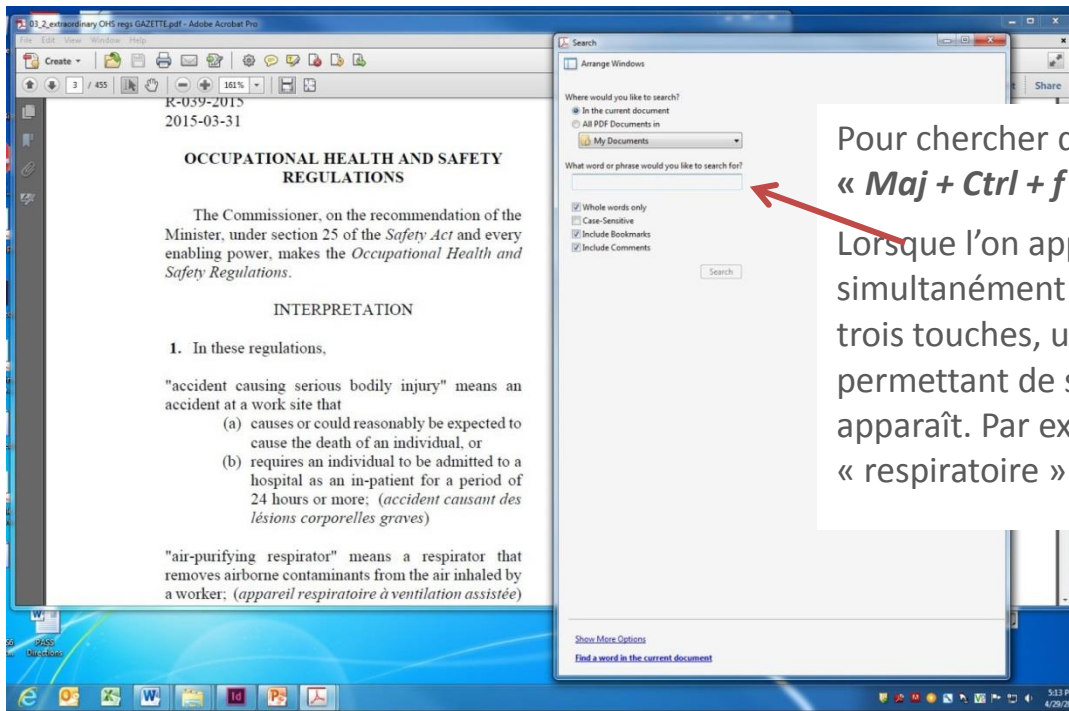 03_2_extraordinary OHS regs GAZETTE.pdf - Adobe Acrobat Pro
File Edit View Window Help
Create
3 / 455
161%
Share
R-039-2015
2015-03-31
OCCUPATIONAL HEALTH AND SAFETY
REGULATIONS
The Commissioner, on the recommendation of the
Minister, under section 25 of the Safety Act and every
enabling power, makes the Occupational Health and
Safety Regulations.
INTERPRETATION
1. In these regulations,
"accident causing serious bodily injury" means an
accident at a work site that
(a) causes or could reasonably be expected to
cause the death of an individual, or
(b) requires an individual to be admitted to a
hospital as an in-patient for a period of
24 hours or more; (accident causant des
lésions corporelles graves)
"air-purifying respirator" means a respirator that
removes airborne contaminants from the air inhaled by
a worker; (appareil respiratoire à ventilation assistée)
Search
Arrange Windows
Where would you like to search?
In the current document
All PDF Documents in
My Documents
What word or phrase would you like to search for?
Whole words only
Case-Sensitive
Include Bookmarks
Include Comments
Search
Show More Options
Find a word in the current document
Pour chercher
« Maj + Ctrl + f
Lorsque l’on app
simultanément
trois touches, u
permettant de s
apparaît. Par ex
« respiratoire »
PASS
Directions
5:13 P
4/29/20